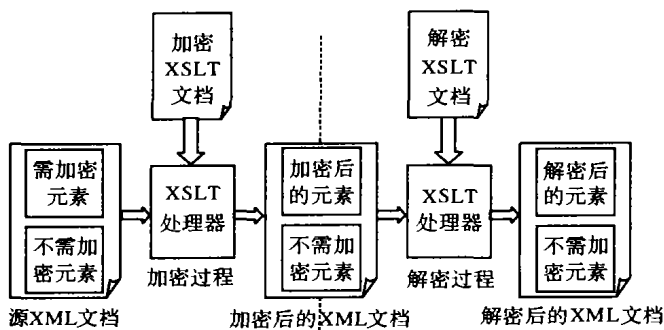 加密
XSLT
文档
解密
XSLT
文档
需加密
元素
不需加
密元素
源XML文档
XSLT
处理器
加密过程
加密后
的元素
不需加
密元素
加密后的XML文档
XSLT
处理器
解密过程
解密后
的元素
不需加
密元素
解密后的XML文档